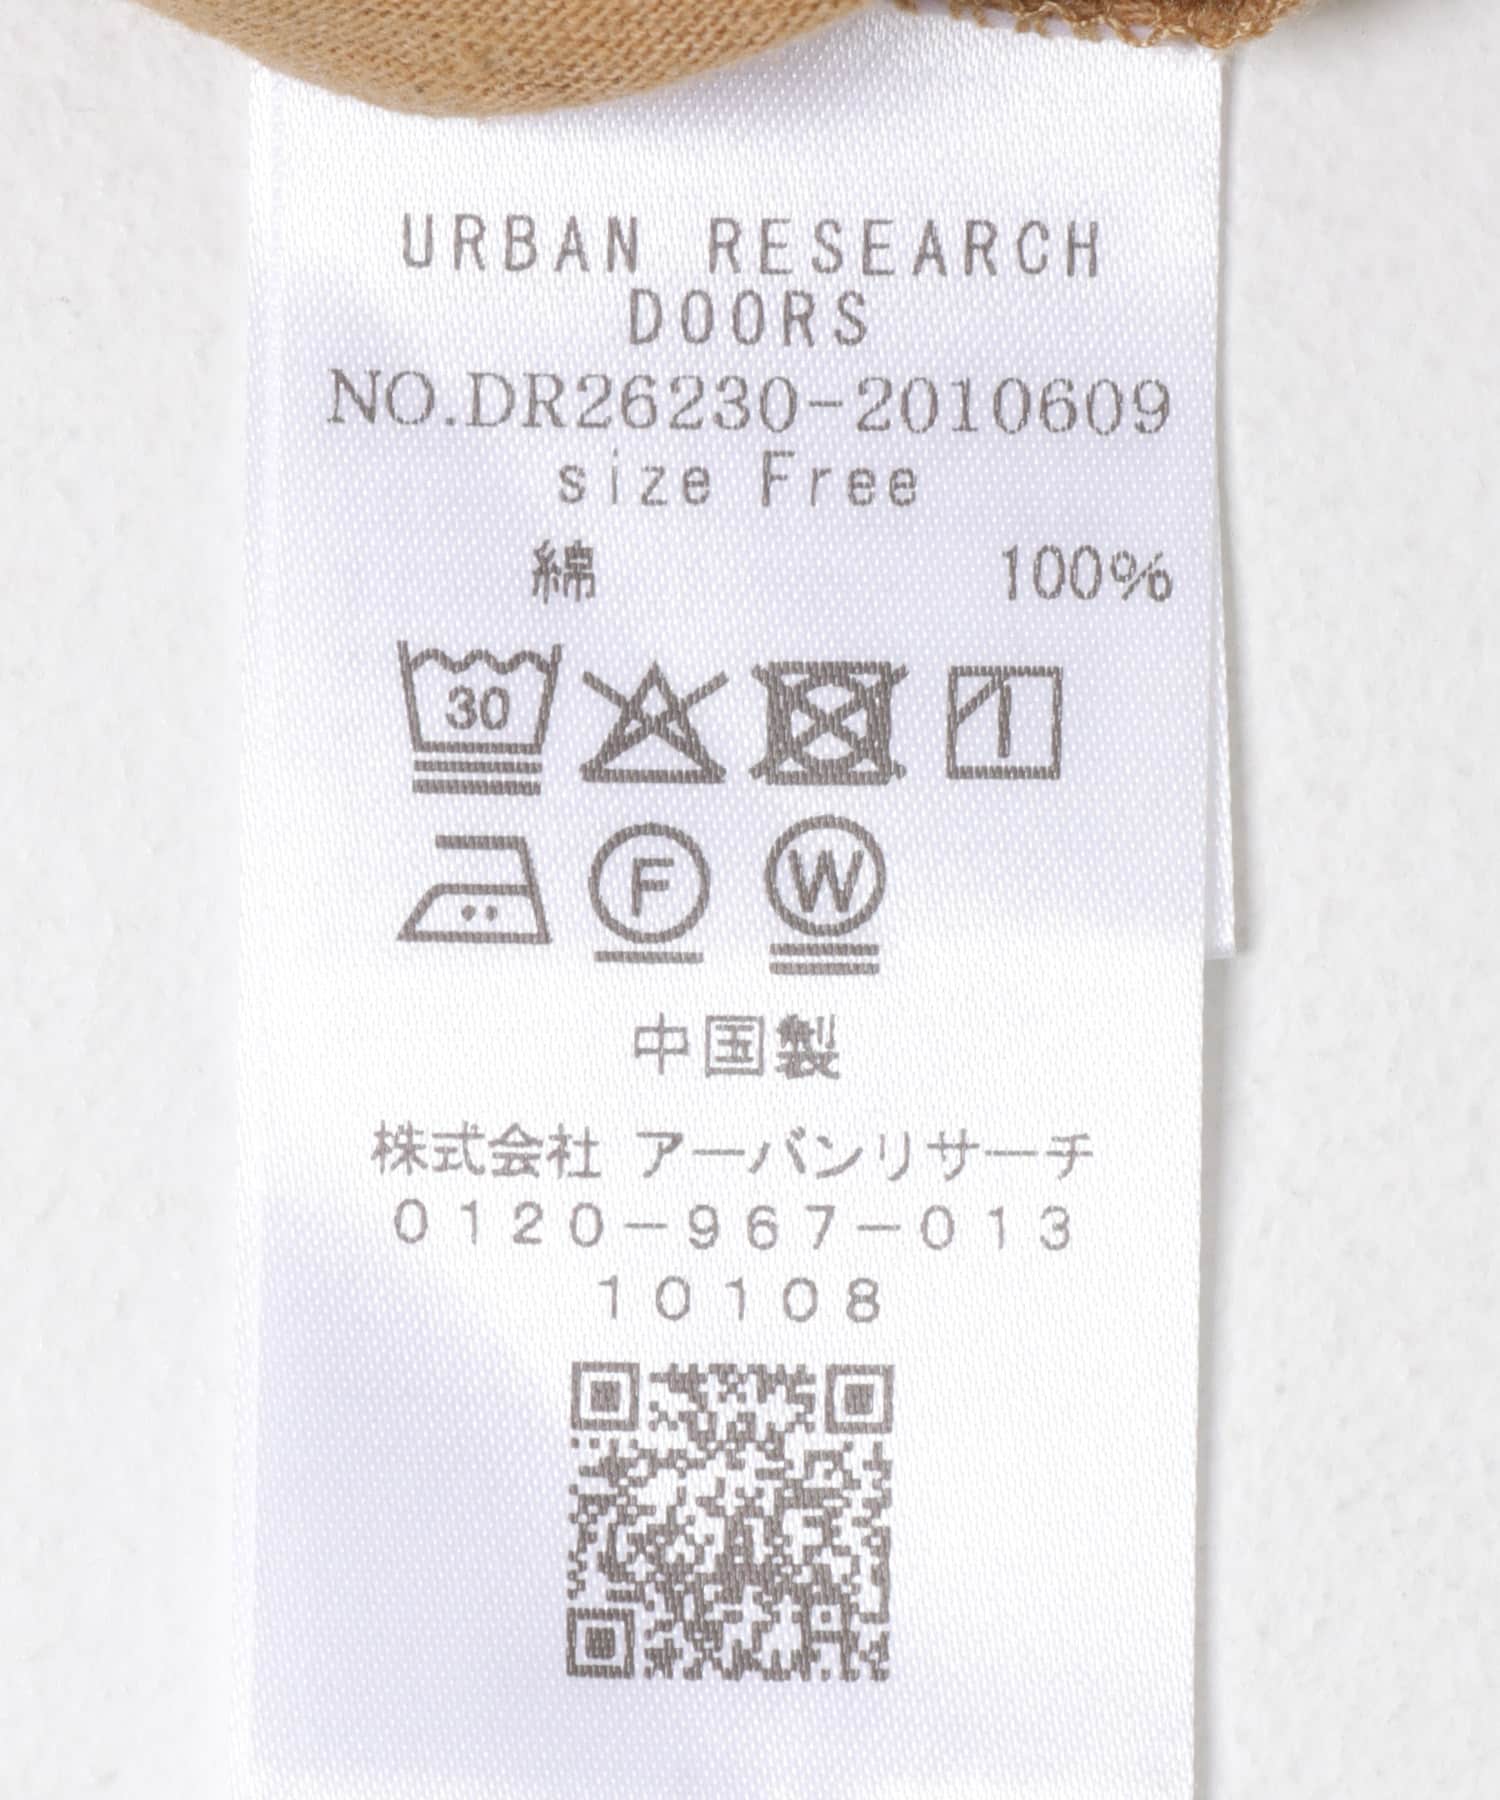 URBAN RESEARCH
DOORS
NO.DR26230-2010609
size Free
綿 100%
30
F W
中国製
株式会社 アーバンリサーチ
0120-967-013
10108